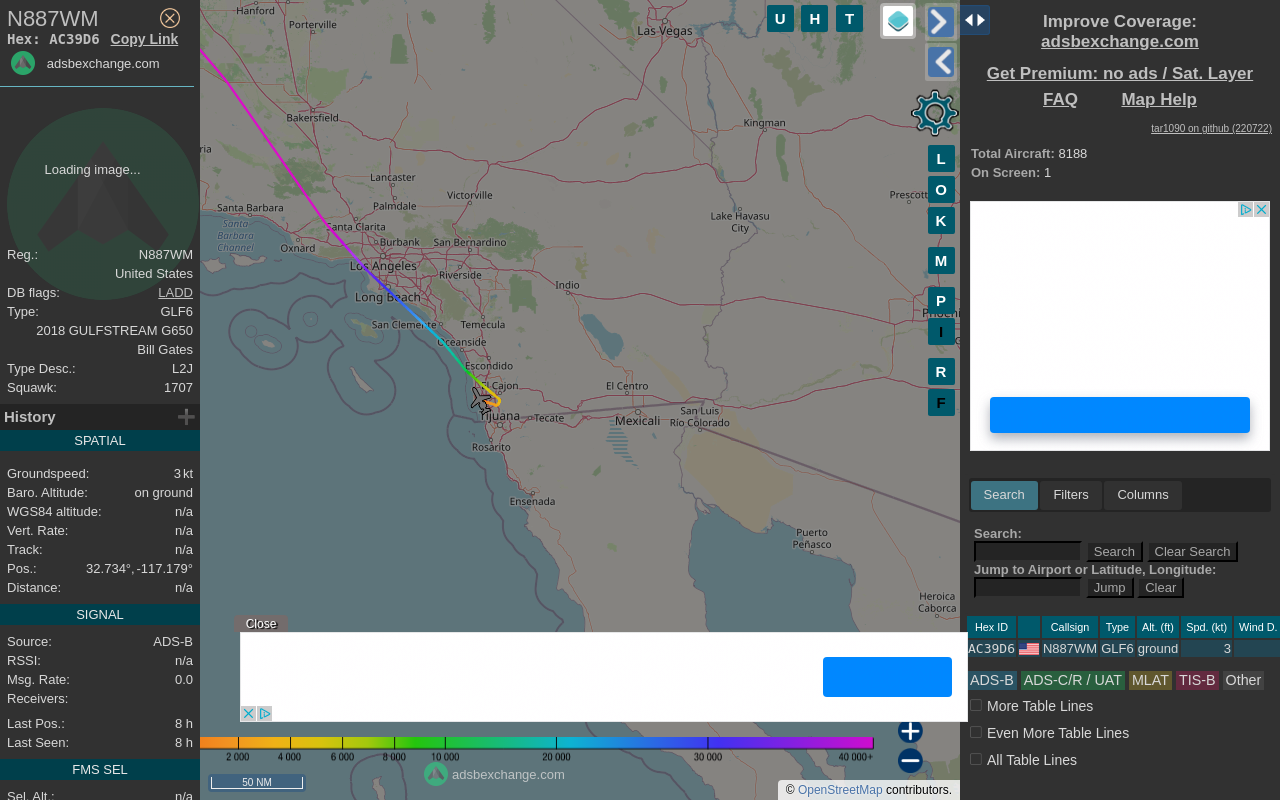 N887WM
Hex: AC39D6 Copy Link
adsbexchange.com
Loading image...
Reg.: N887WM
United States
DB flags: LADD
Type: GLF6
2018 GULFSTREAM G650
Bill Gates
Type Desc.: L2J
Squawk: 1707
History
SPATIAL
Groundspeed: 3 kt
Baro. Altitude: on ground
WGS84 altitude: n/a
Vert. Rate: n/a
Track: n/a
Pos.: 32.734°, -117.179°
Distance: n/a
SIGNAL
Source: ADS-B
RSSI: n/a
Msg. Rate: 0.0
Receivers:
Last Pos.: 8 h
Last Seen: 8 h
FMS SEL
Sel. Alt.: n/a
Hanford
Porterville
Las Vegas
Bakersfield
Kingman
Lancaster
Palmdale
Victorville
Prescott
Santa Barbara
Santa
Barbara
Channel
Santa Clarita
Lake Havasu
City
Oxnard
Burbank
San Bernardino
Los Angeles
Riverside
Indio
Long Beach
San Clemente
Temecula
Oceanside
Escondido
El Cajon
El Centro
Tijuana
Tecate
Mexicali
San Luis
Río Colorado
Rosarito
Ensenada
Puerto
Peñasco
Heroica
Caborca
U H T
L
O
K
M
P
I
R
F
Close
2 000 4 000 6 000 8 000 10 000 20 000 30 000 40 000+
50 NM
adsbexchange.com
© OpenStreetMap contributors.
Improve Coverage:
adsbexchange.com
Get Premium: no ads / Sat. Layer
FAQ Map Help
tar1090 on github (220722)
Total Aircraft: 8188
On Screen: 1
Search Filters Columns
Search:
Search Clear Search
Jump to Airport or Latitude, Longitude:
Jump Clear
Hex ID Callsign Type Alt. (ft) Spd. (kt) Wind D.
AC39D6 N887WM GLF6 ground 3
ADS-B ADS-C/R / UAT MLAT TIS-B Other
More Table Lines
Even More Table Lines
All Table Lines